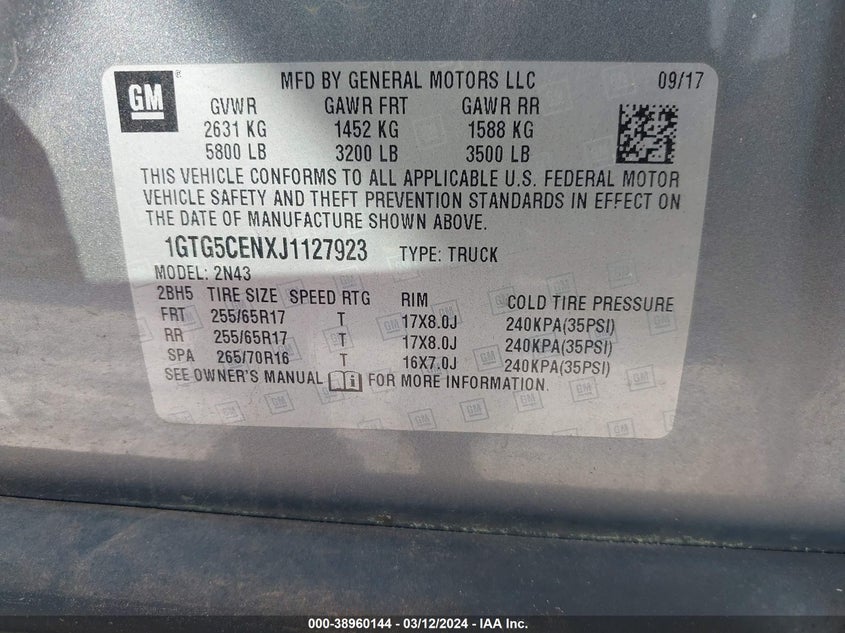 GM ® MFD BY GENERAL MOTORS LLC 09/17
GVWR GAWR FRT GAWR RR
2631 KG 1452 KG 1588 KG
5800 LB 3200 LB 3500 LB
THIS VEHICLE CONFORMS TO ALL APPLICABLE U.S. FEDERAL MOTOR
VEHICLE SAFETY AND THEFT PREVENTION STANDARDS IN EFFECT ON
THE DATE OF MANUFACTURE SHOWN ABOVE.
1GTG5CENXJ1127923 TYPE: TRUCK
MODEL: 2N43
2BH5 TIRE SIZE SPEED RTG RIM COLD TIRE PRESSURE
FRT 255/65R17 T 17X8.0J 240KPA(35PSI)
RR 255/65R17 T 17X8.0J 240KPA(35PSI)
SPA 265/70R16 T 16X7.0J 240KPA(35PSI)
SEE OWNER'S MANUAL FOR MORE INFORMATION.
000-38960144 — 03/12/2024 — IAA Inc.